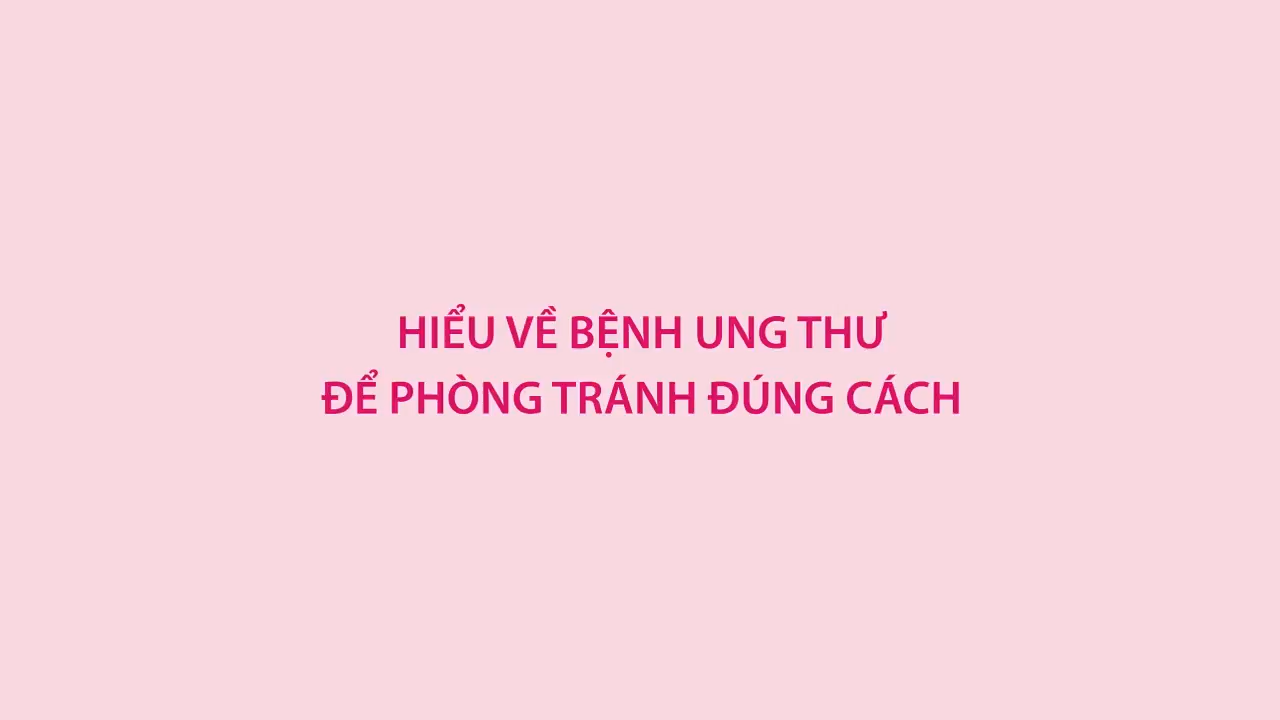 HIỂU VỀ BỆNH UNG THƯ
ĐỂ PHÒNG TRÁNH ĐÚNG CÁCH